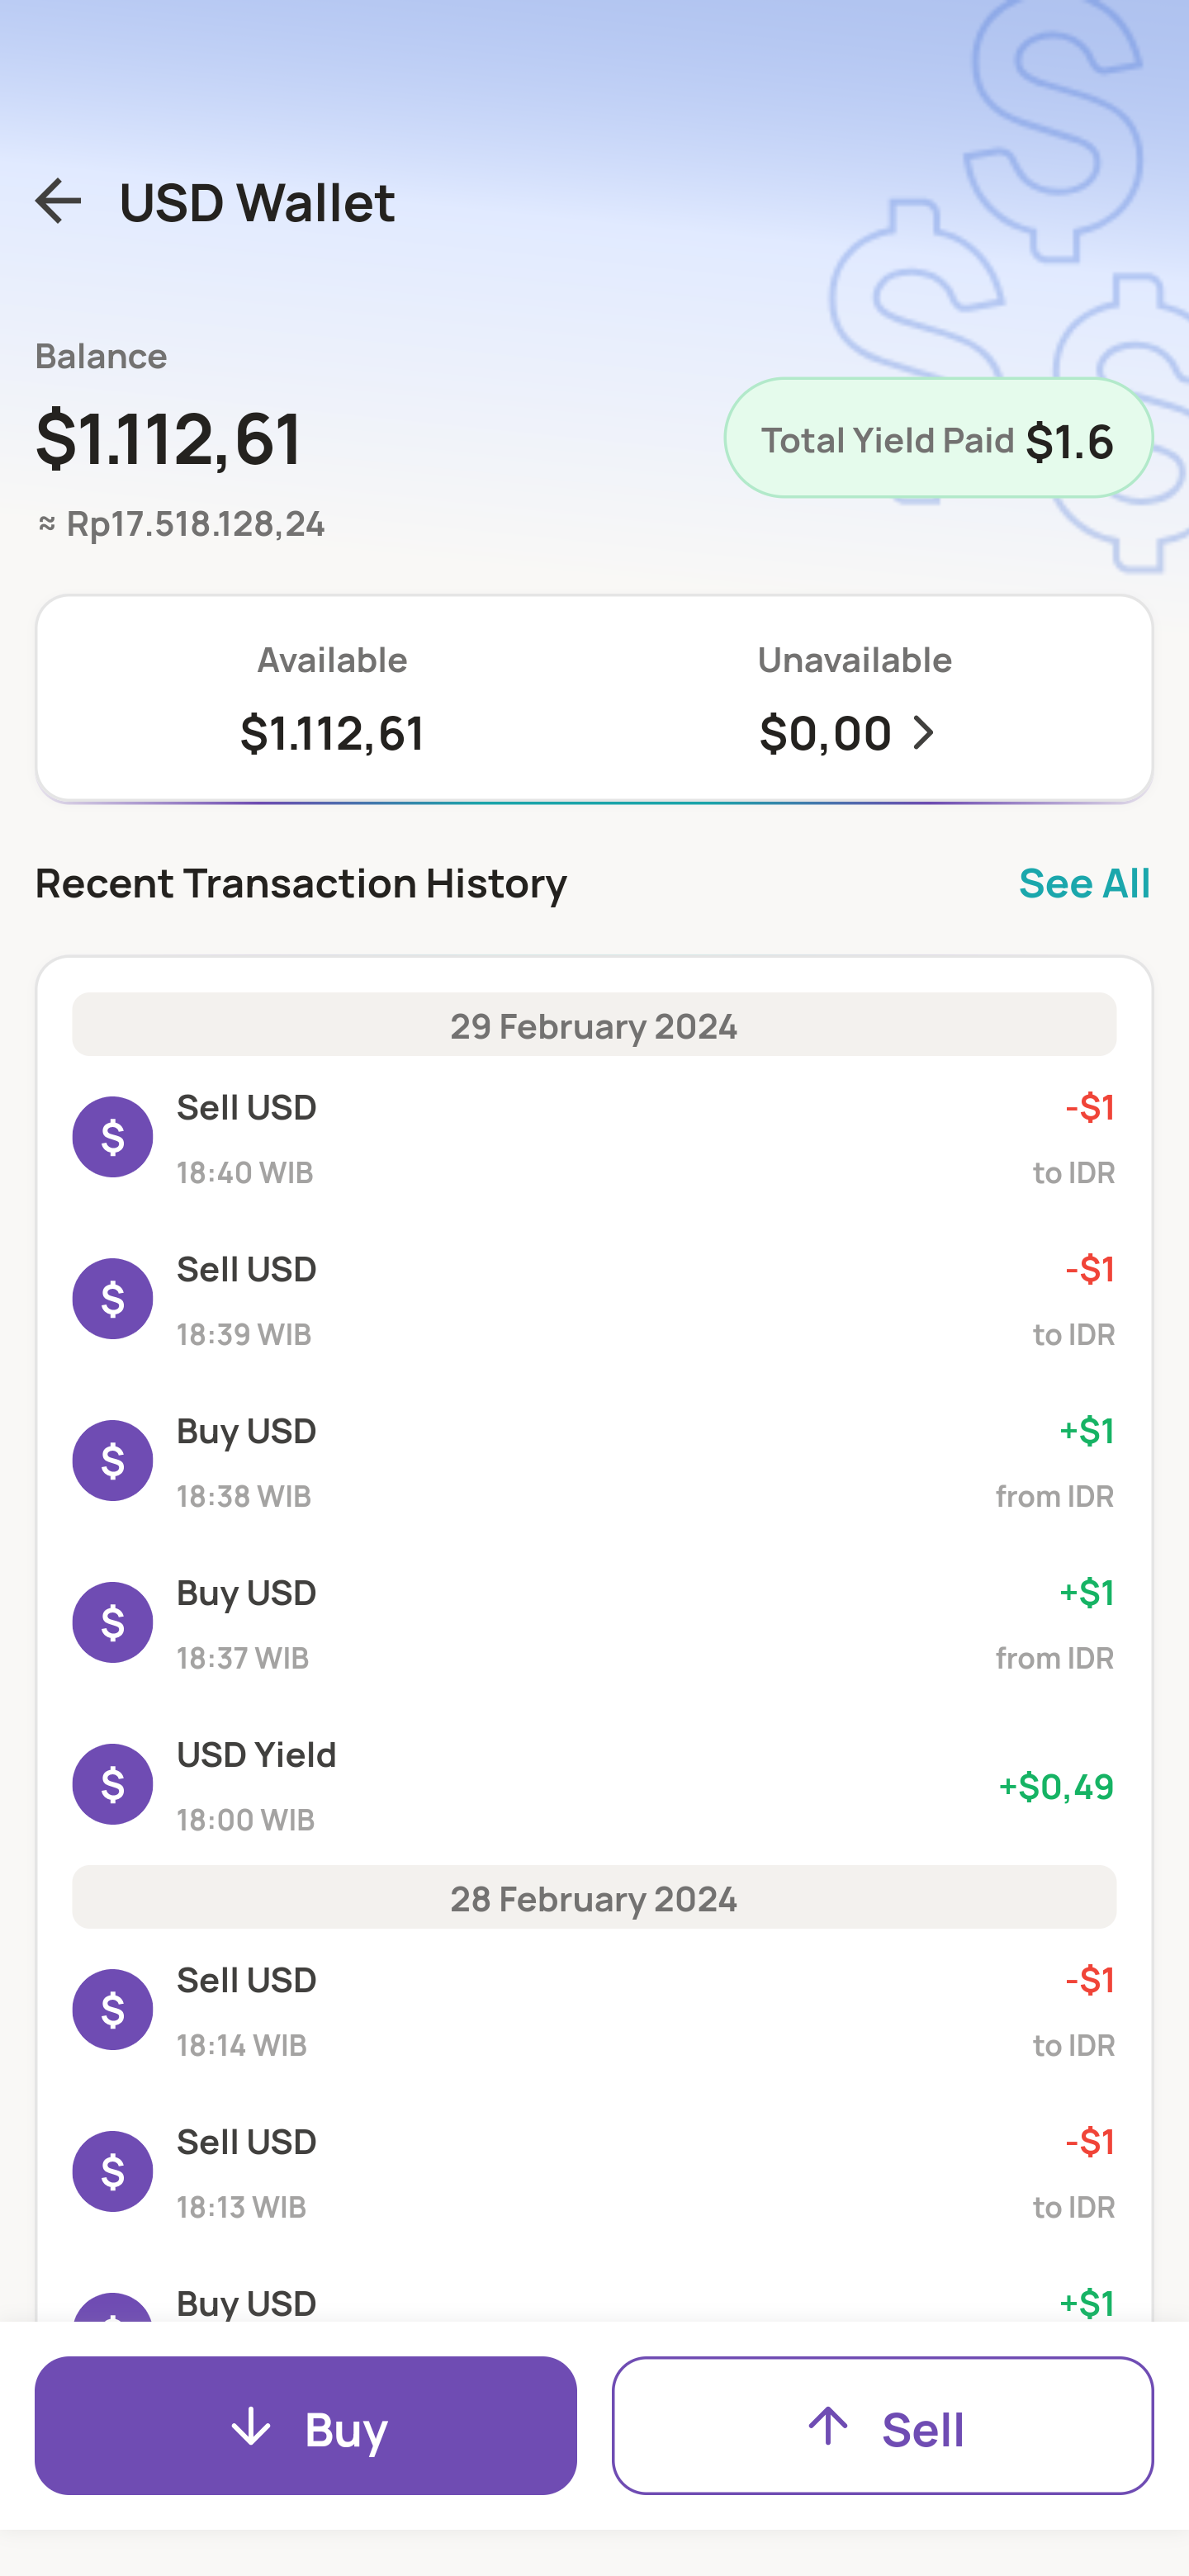 USD Wallet
Balance
$1.112,61
Total Yield Paid $1.6
≈ Rp17.518.128,24
Available
Unavailable
$1.112,61
$0,00
Recent Transaction History
See All
29 February 2024
Sell USD
-$1
18:40 WIB
to IDR
Sell USD
-$1
18:39 WIB
to IDR
Buy USD
+$1
18:38 WIB
from IDR
Buy USD
+$1
18:37 WIB
from IDR
USD Yield
+$0,49
18:00 WIB
28 February 2024
Sell USD
-$1
18:14 WIB
to IDR
Sell USD
-$1
18:13 WIB
to IDR
Buy USD
+$1
Buy
Sell